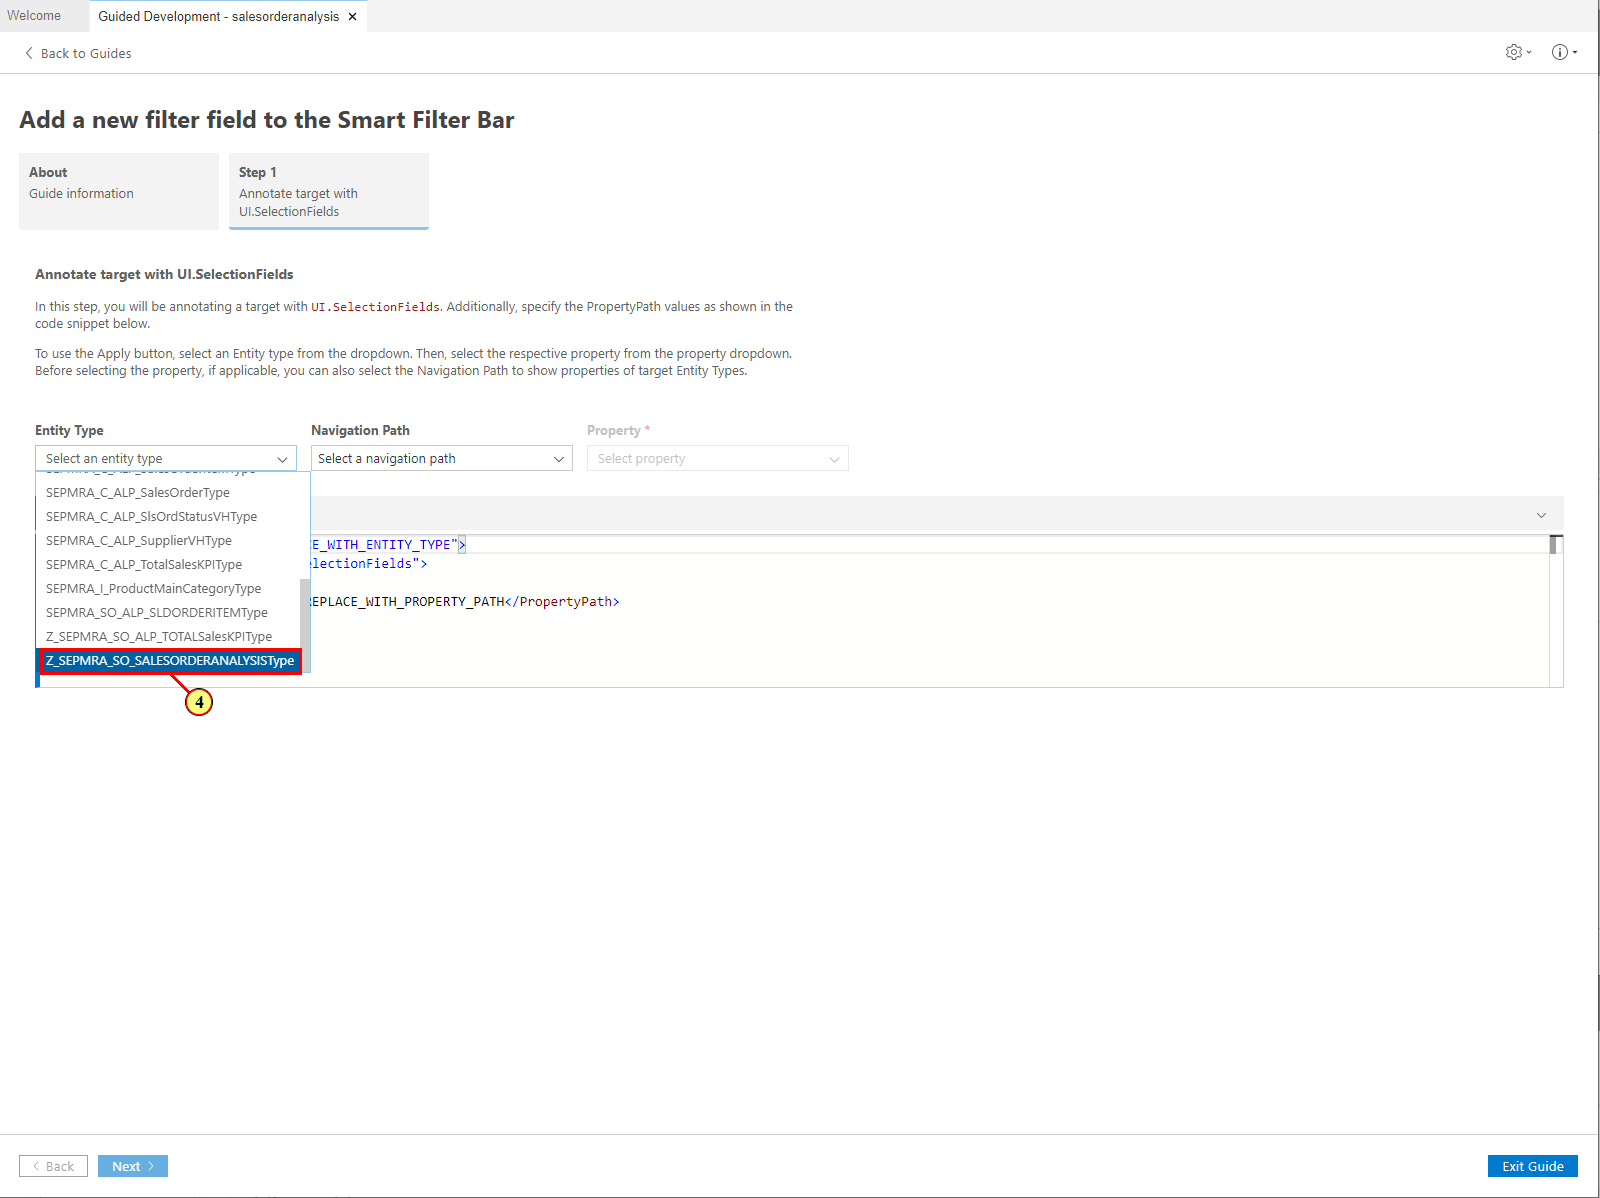 Welcome
Guided Development - salesorderanalysis
Back to Guides
Add a new filter field to the Smart Filter Bar
About
Guide information
Step 1
Annotate target with
UI.SelectionFields
Annotate target with UI.SelectionFields
In this step, you will be annotating a target with UI.SelectionFields. Additionally, specify the PropertyPath values as shown in the
code snippet below.
To use the Apply button, select an Entity type from the dropdown. Then, select the respective property from the property dropdown.
Before selecting the property, if applicable, you can also select the Navigation Path to show properties of target Entity Types.
Entity Type Navigation Path Property *
Select an entity type Select a navigation path Select property
SEPMRA_C_ALP_SalesOrderType
SEPMRA_C_ALP_SlsOrdStatusVHType
SEPMRA_C_ALP_SupplierVHType
E_WITH_ENTITY_TYPE">
SEPMRA_C_ALP_TotalSalesKPIType
lectionFields">
SEPMRA_I_ProductMainCategoryType
SEPMRA_SO_ALP_SLDORDERITEMType
REPLACE_WITH_PROPERTY_PATH</PropertyPath>
Z_SEPMRA_SO_ALP_TOTALSalesKPIType
Z_SEPMRA_SO_SALESORDERANALYSISType
4
Back
Next
Exit Guide